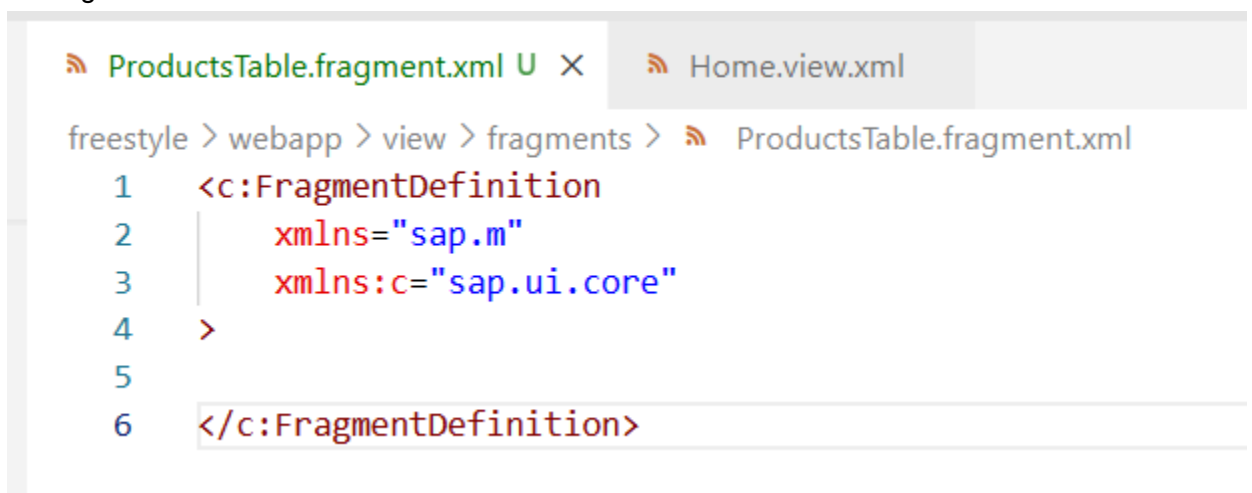 ProductsTable.fragment.xml U × Home.view.xml
freestyle > webapp > view > fragments > ProductsTable.fragment.xml
1 <c:FragmentDefinition
2 xmlns="sap.m"
3 xmlns:c="sap.ui.core"
4 >
5
6 </c:FragmentDefinition>